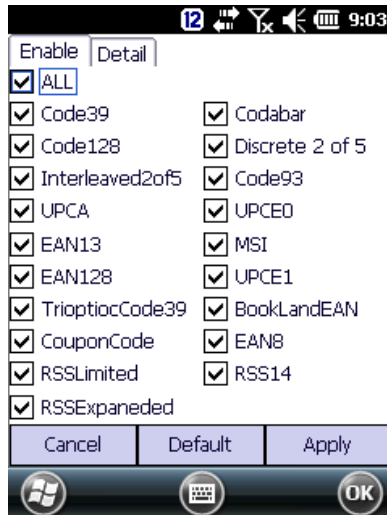 12 9:03
Enable Detail
ALL
Code39 Codabar
Code128 Discrete 2 of 5
Interleaved2of5 Code93
UPCA UPCE0
EAN13 MSI
EAN128 UPCE1
TrioptiocCode39 BookLandEAN
CouponCode EAN8
RSSLimited RSS14
RSSExpaneded
Cancel Default Apply
OK